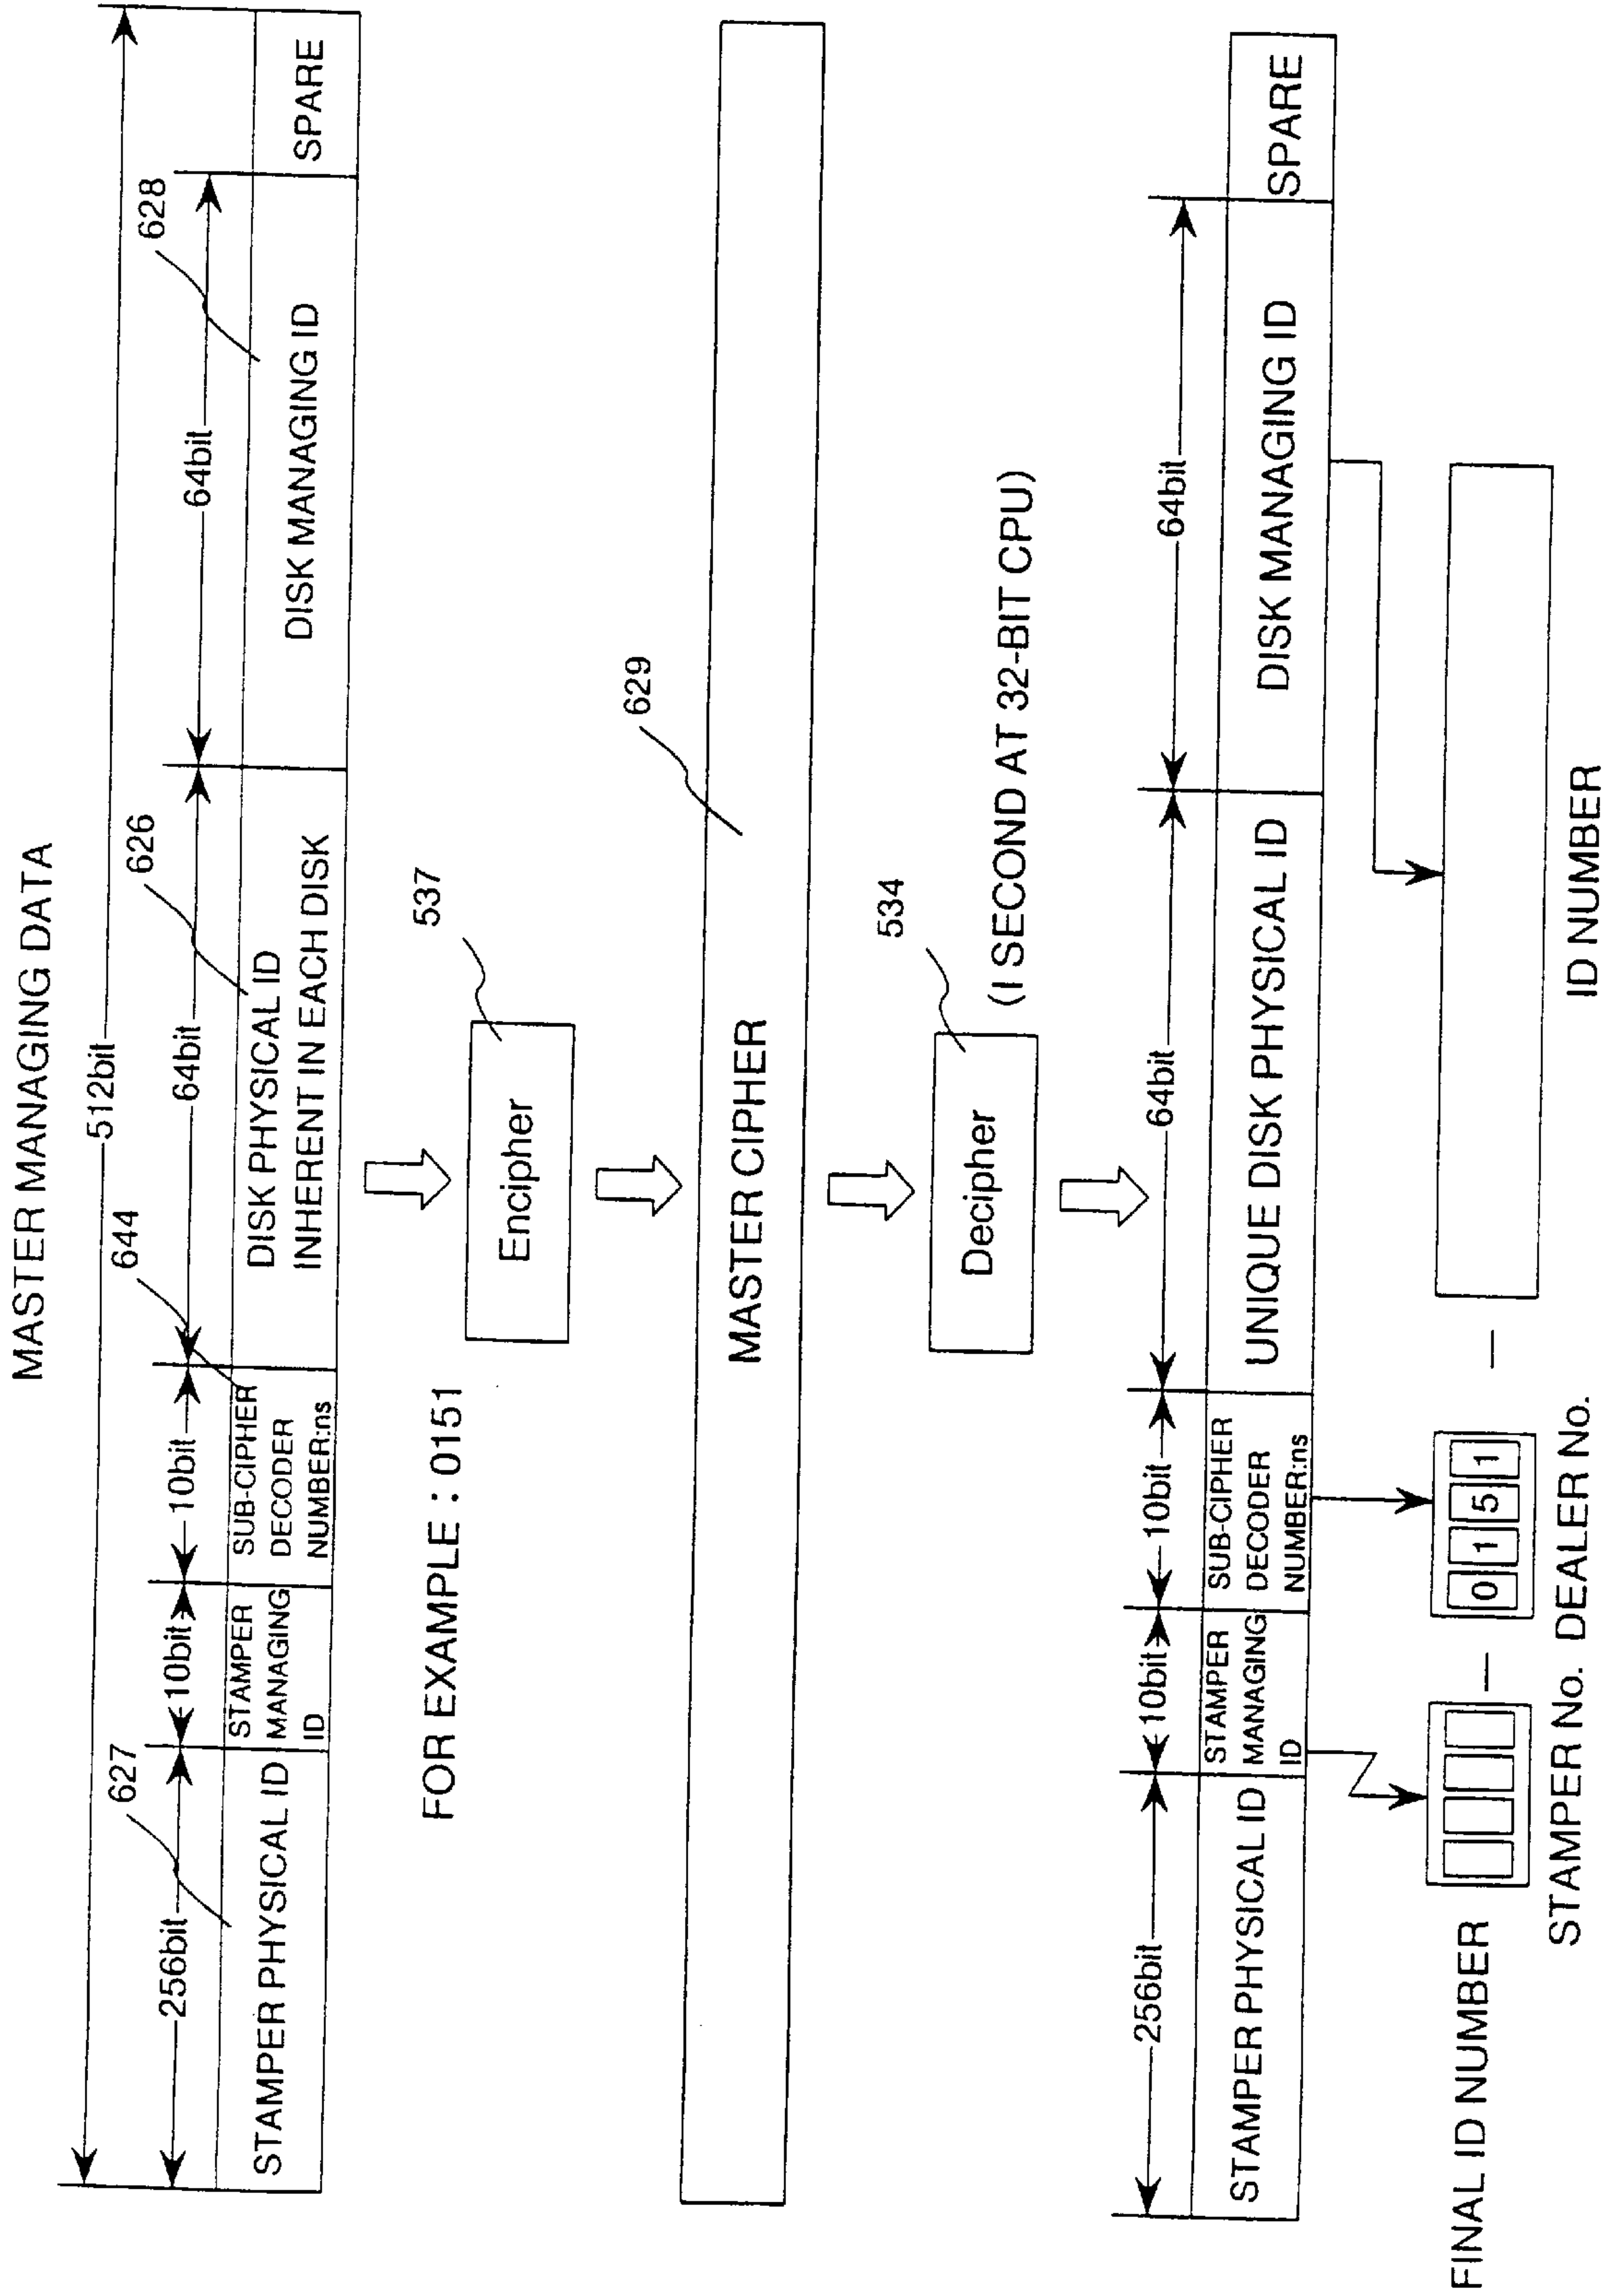 MASTER MANAGING DATA
512bit
256bit
10bit
10bit
64bit
64bit
627
644
626
628
STAMPER PHYSICAL ID
STAMPER
MANAGING
ID
SUB-CIPHER
DECODER
NUMBER:ns
DISK PHYSICAL ID
INHERENT IN EACH DISK
DISK MANAGING ID
SPARE
FOR EXAMPLE : 0151
Encipher
537
629
MASTER CIPHER
Decipher
534
(I SECOND AT 32-BIT CPU)
256bit
10bit
10bit
64bit
64bit
STAMPER PHYSICAL ID
STAMPER
MANAGING
ID
SUB-CIPHER
DECODER
NUMBER:ns
UNIQUE DISK PHYSICAL ID
DISK MANAGING ID
SPARE
FINAL ID NUMBER
— 0 1 5 1 —
STAMPER No. DEALER No.
ID NUMBER